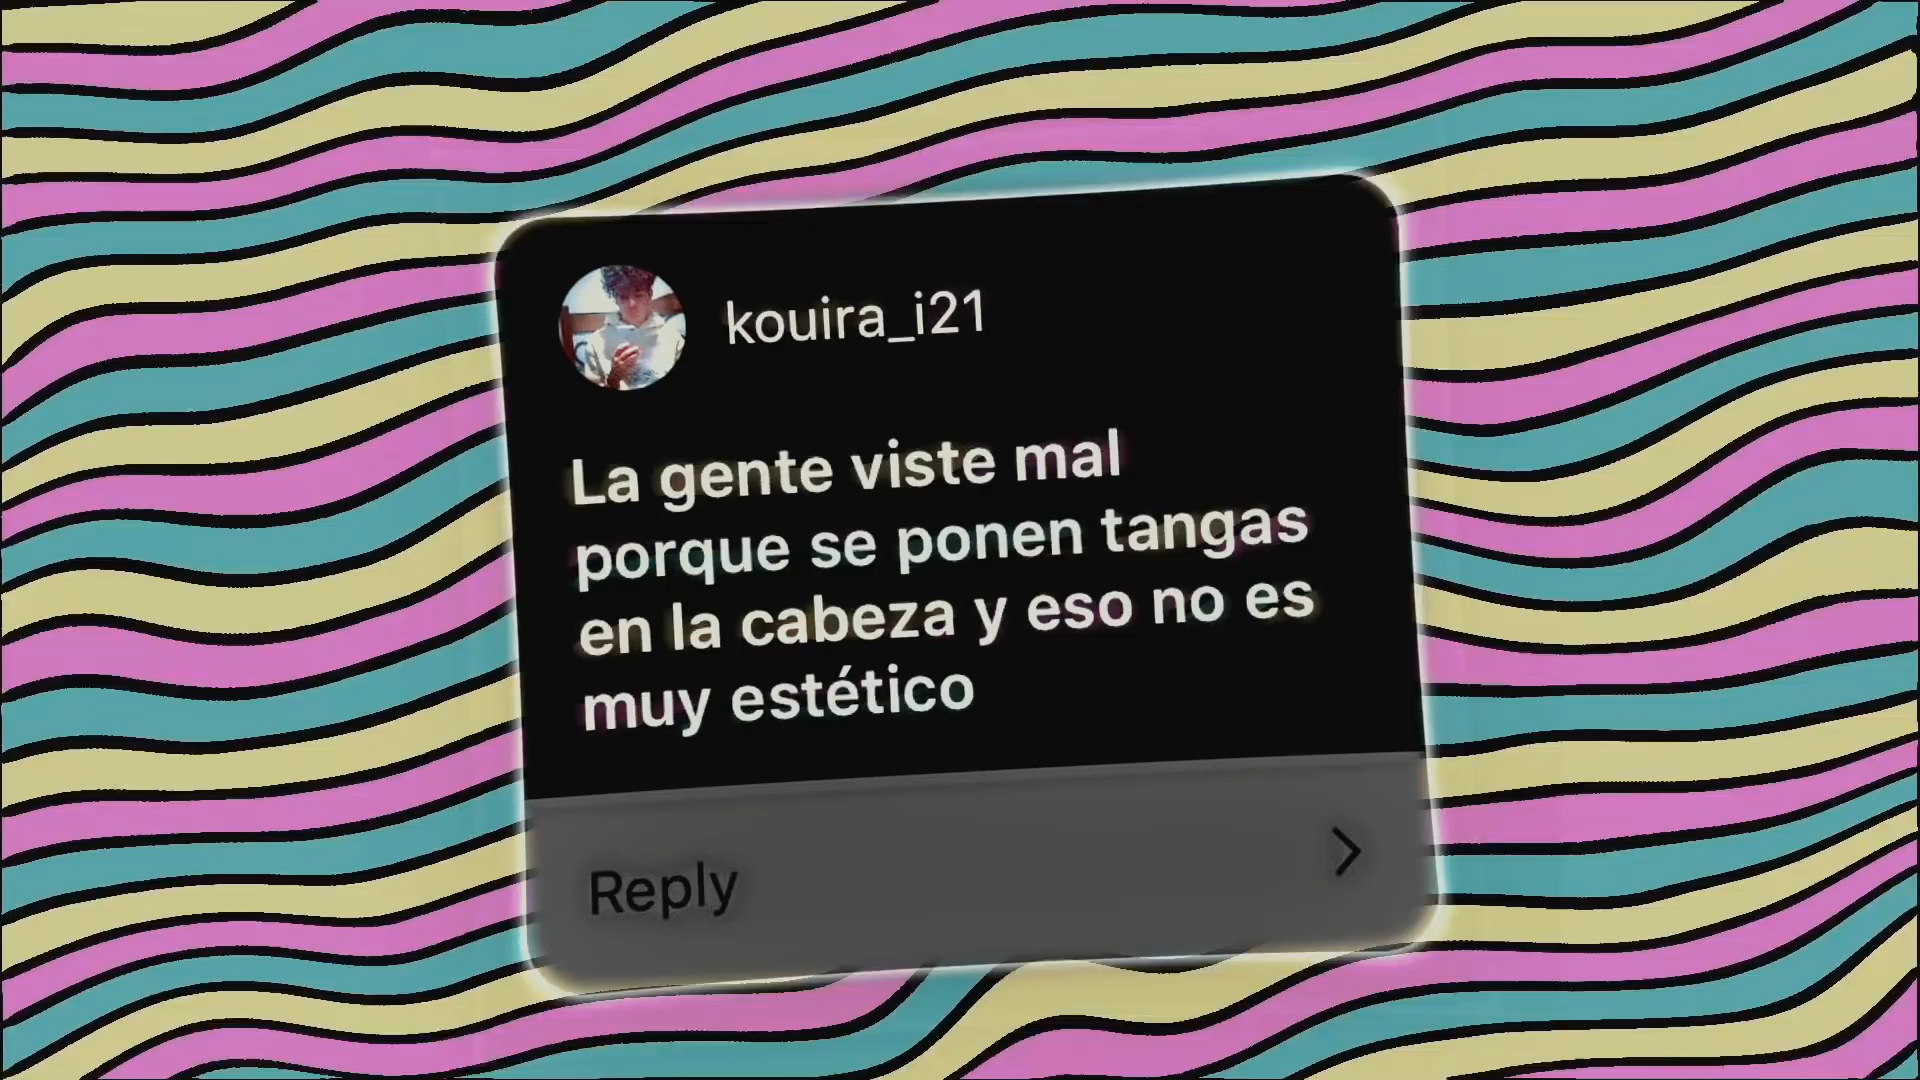 kouira_i21
La gente viste mal
porque se ponen tangas
en la cabeza y eso no es
muy estético
Reply